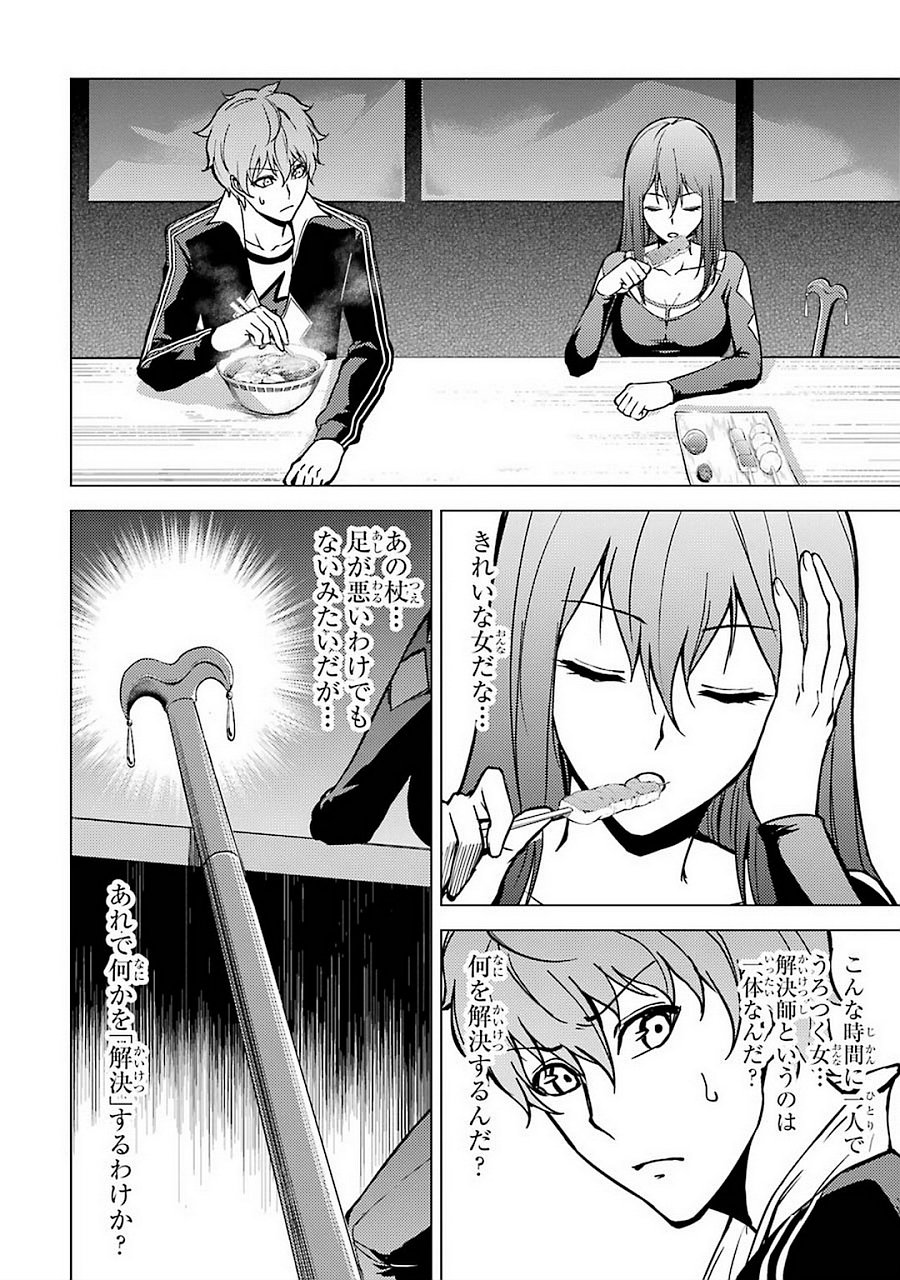 きれいな女だな…
こんな時間に一人で
うろつく女…
解決師というのは
一体なんだ?
何を解決するんだ?
あの杖…
足が悪いわけでも
ないみたいだが…
あれで何かを「解決」するわけか?